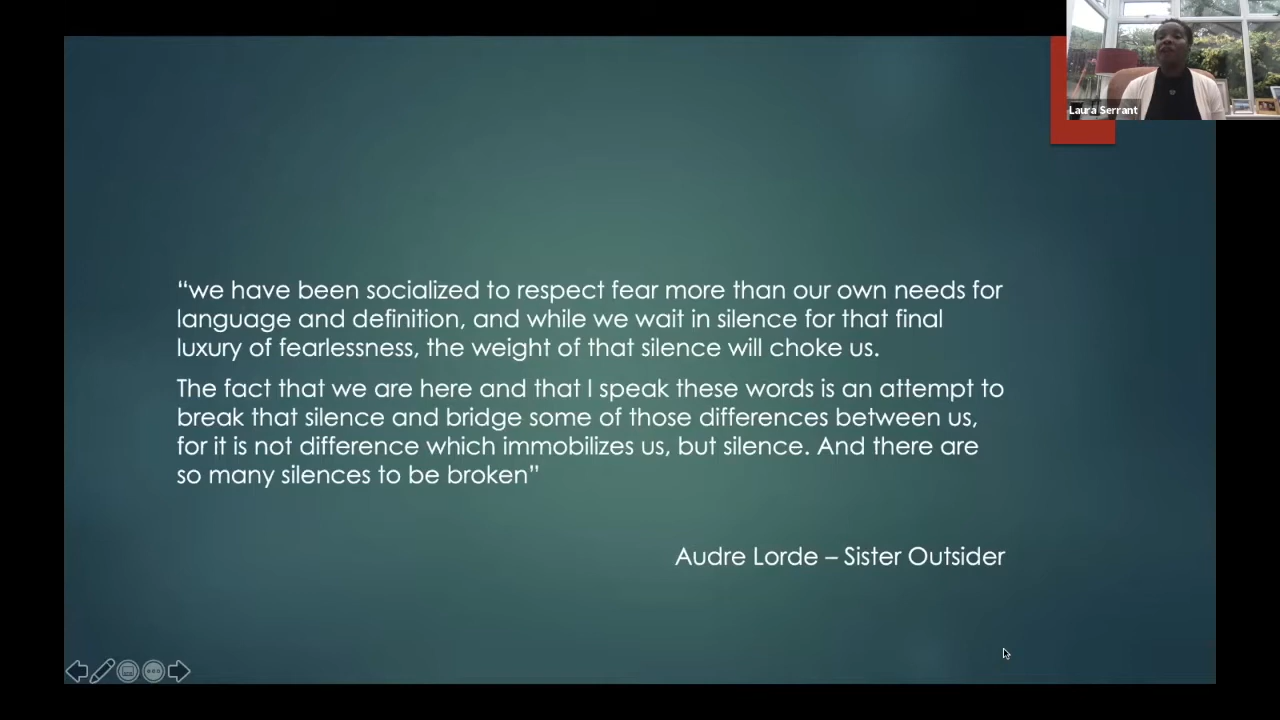 Laura Serrant
“we have been socialized to respect fear more than our own needs for
language and definition, and while we wait in silence for that final
luxury of fearlessness, the weight of that silence will choke us.
The fact that we are here and that I speak these words is an attempt to
break that silence and bridge some of those differences between us,
for it is not difference which immobilizes us, but silence. And there are
so many silences to be broken”
Audre Lorde – Sister Outsider